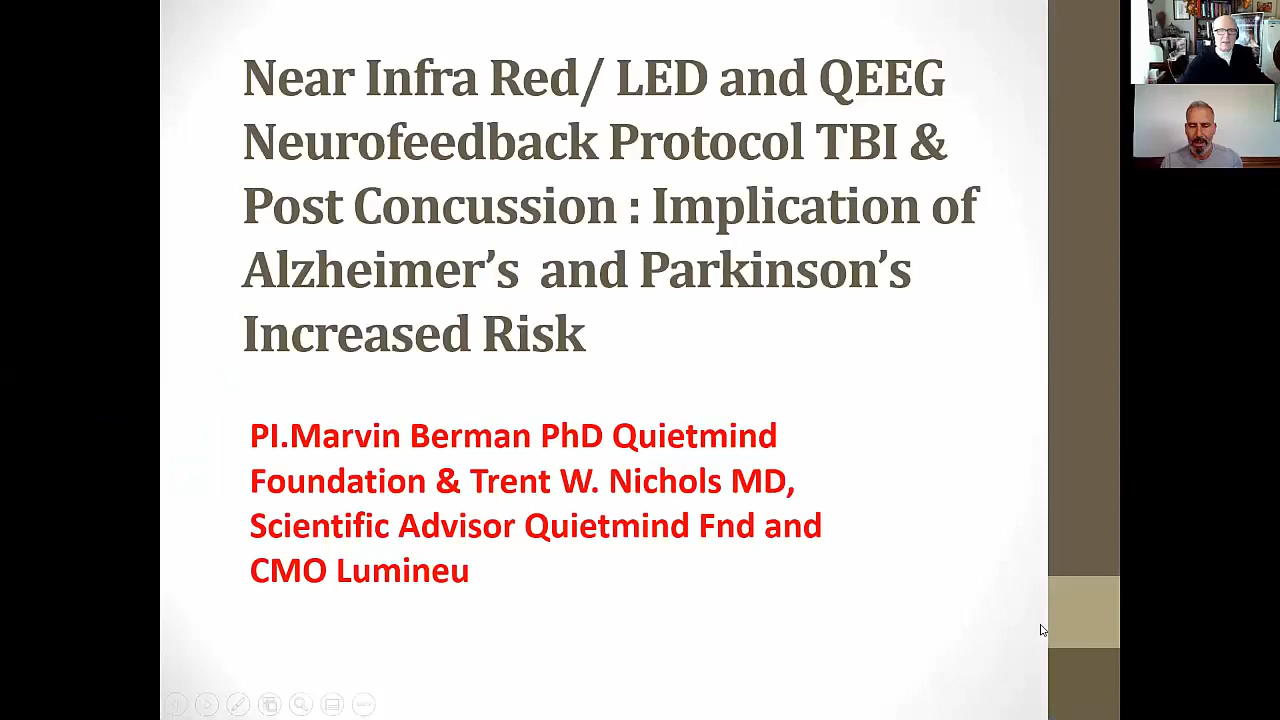 Near Infra Red/ LED and QEEG
Neurofeedback Protocol TBI &
Post Concussion : Implication of
Alzheimer’s  and Parkinson’s
Increased Risk
PI.Marvin Berman PhD Quietmind
Foundation & Trent W. Nichols MD,
Scientific Advisor Quietmind Fnd and
CMO Lumineu